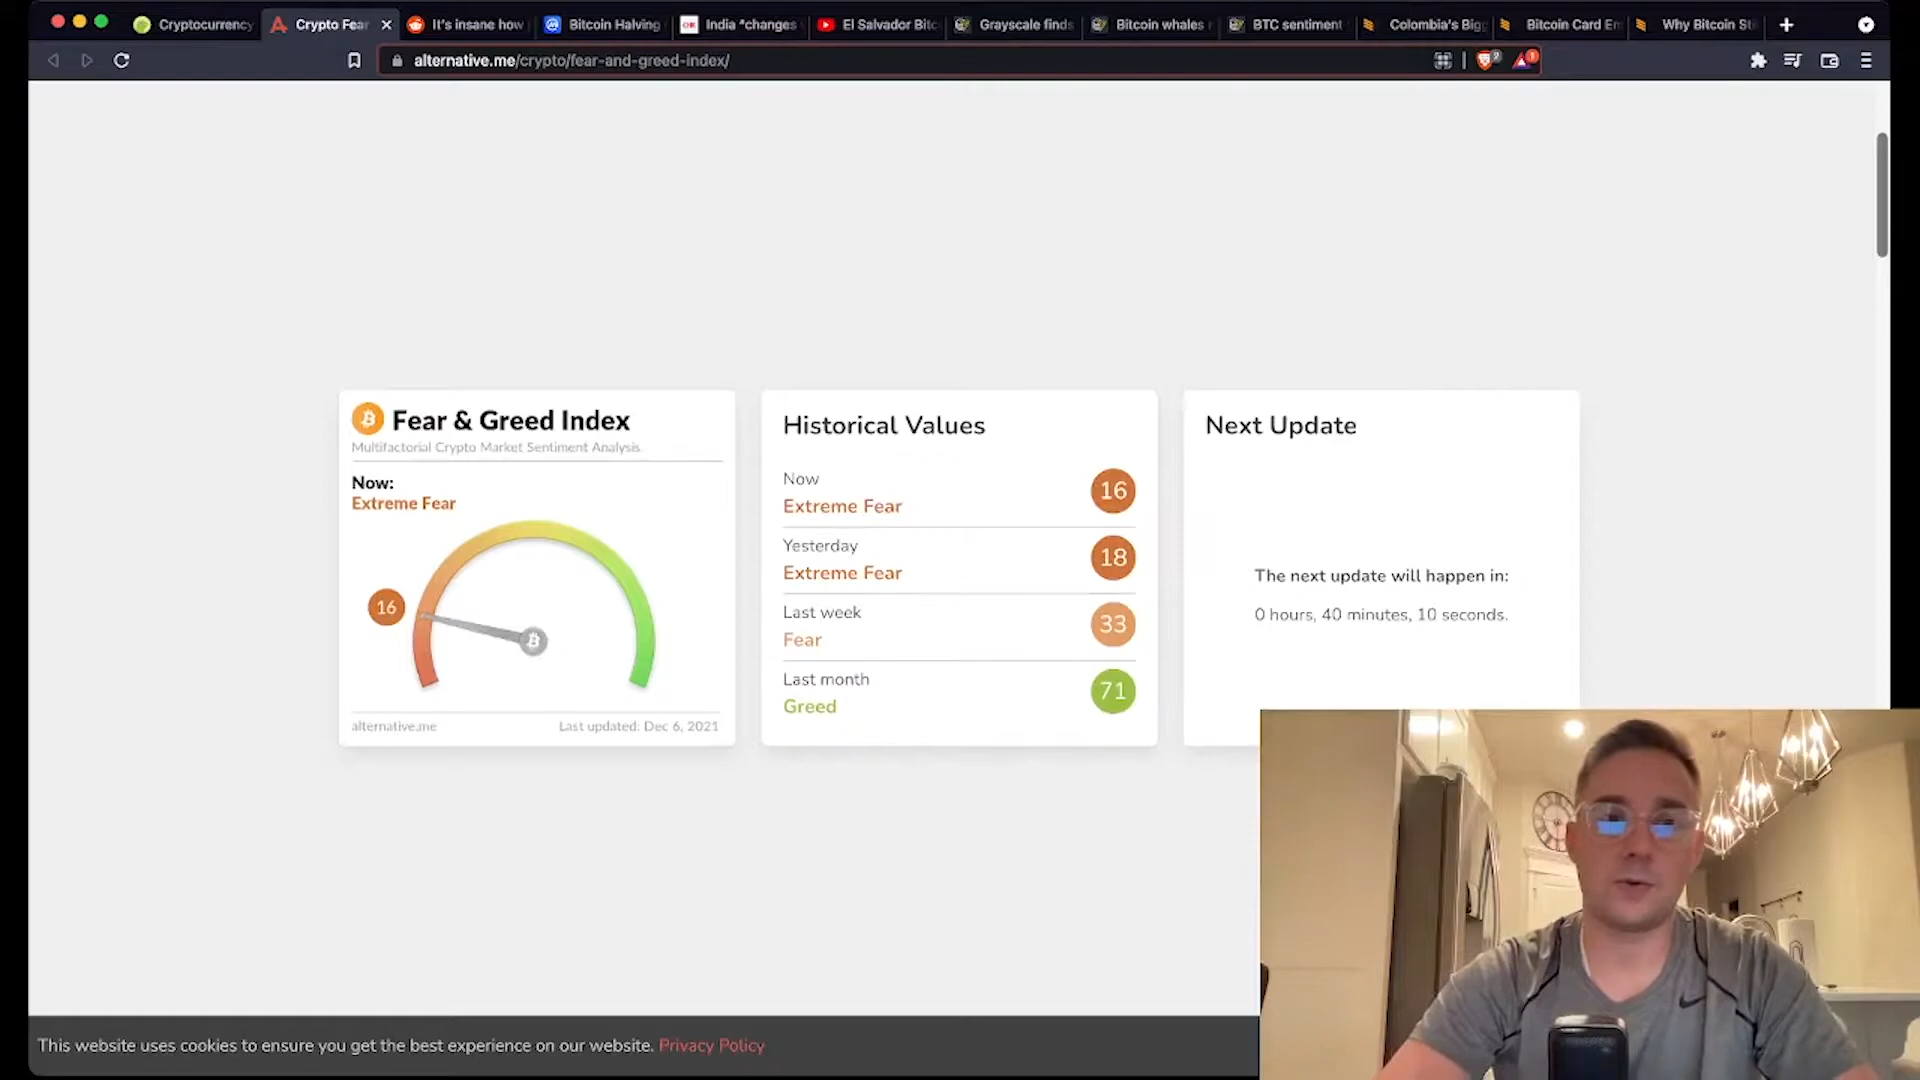 Cryptocurrency
Crypto Fear
It's insane how
Bitcoin Halving
India *changes
El Salvador Bitc
Grayscale finds
Bitcoin whales
BTC sentiment
Colombia's Big
Bitcoin Card Em
Why Bitcoin St
alternative.me/crypto/fear-and-greed-index/
2
1
Fear & Greed Index
Multifactorial Crypto Market Sentiment Analysis.
Now:
Extreme Fear
16
alternative.me
Last updated: Dec 6, 2021
Historical Values
Now
Extreme Fear
16
Yesterday
Extreme Fear
18
Last week
Fear
33
Last month
Greed
71
Next Update
The next update will happen in:
0 hours, 40 minutes, 10 seconds.
This website uses cookies to ensure you get the best experience on our website. Privacy Policy